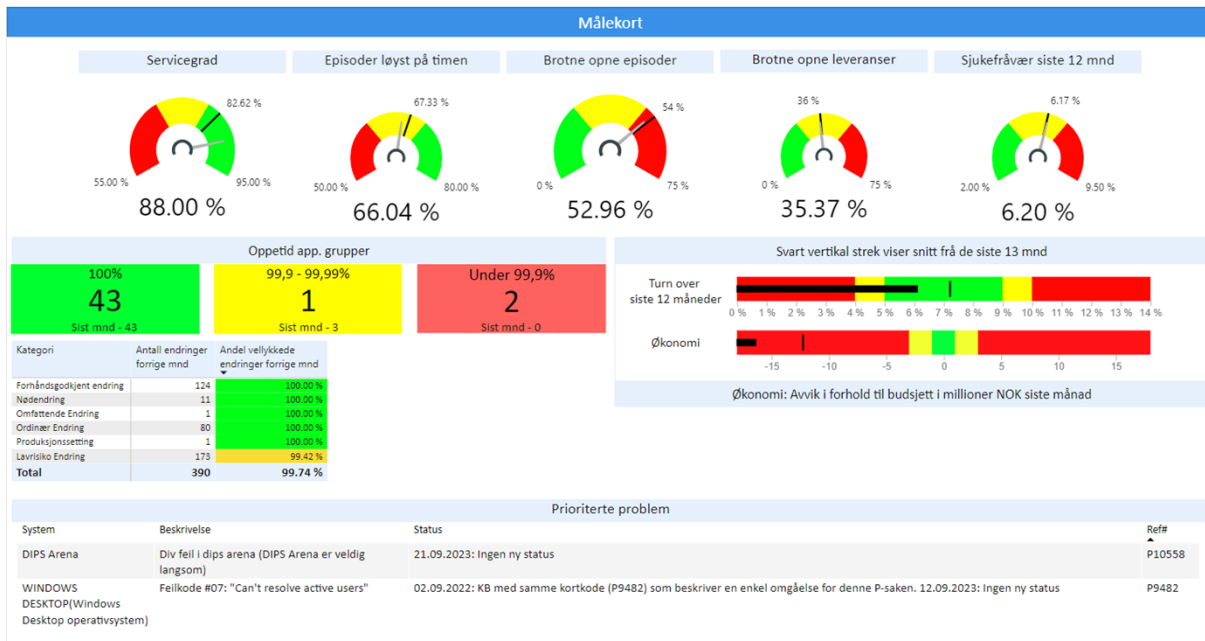 Målekort
Servicegrad
Episoder løyst på timen
Brotne opne episoder
Brotne opne leveranser
Sjukefråvær siste 12 mnd
82.62 %
55.00 %
95.00 %
88.00 %
67.33 %
50.00 %
80.00 %
66.04 %
54 %
0 %
75 %
52.96 %
36 %
0 %
75 %
35.37 %
6.17 %
2.00 %
9.50 %
6.20 %
Oppetid app. grupper
100%
43
Sist mnd - 43
99,9 - 99,99%
1
Sist mnd - 3
Under 99,9%
2
Sist mnd - 0
Svart vertikal strek viser snitt frå de siste 13 mnd
Turn over
siste 12 måneder
0 % 1 % 2 % 3 % 4 % 5 % 6 % 7 % 8 % 9 % 10 % 11 % 12 % 13 % 14 %
Økonomi
-15 -10 -5 0 5 10 15
Økonomi: Avvik i forhold til budsjett i millioner NOK siste månad
Kategori Antall endringer Andel vellykkede
forrige mnd endringer forrige mnd
Forhåndsgodkjent endring 124 100.00 %
Nødendring 11 100.00 %
Omfattende Endring 1 100.00 %
Ordinær Endring 80 100.00 %
Produksjonssetting 1 100.00 %
Lavrisiko Endring 173 99.42 %
Total 390 99.74 %
Prioriterte problem
System Beskrivelse Status Ref#
DIPS Arena Div feil i dips arena (DIPS Arena er veldig 21.09.2023: Ingen ny status P10558
langsom)
WINDOWS Feilkode #07: "Can't resolve active users" 02.09.2022: KB med samme kortkode (P9482) som beskriver en enkel omgåelse for denne P-saken. 12.09.2023: Ingen ny status P9482
DESKTOP(Windows
Desktop operativsystem)